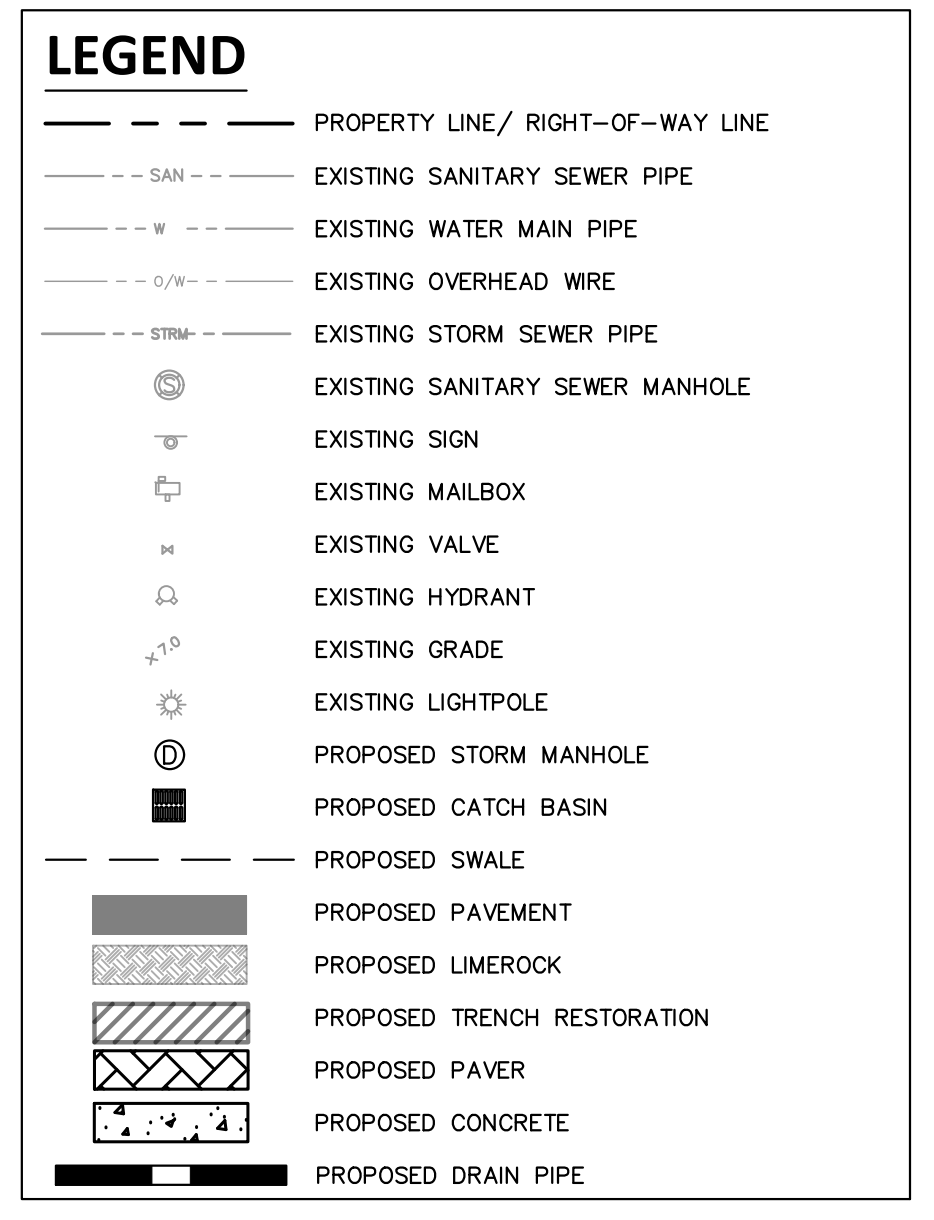 LEGEND
PROPERTY LINE/ RIGHT-OF-WAY LINE
SAN EXISTING SANITARY SEWER PIPE
W EXISTING WATER MAIN PIPE
O/W EXISTING OVERHEAD WIRE
STRM EXISTING STORM SEWER PIPE
S EXISTING SANITARY SEWER MANHOLE
EXISTING SIGN
EXISTING MAILBOX
EXISTING VALVE
EXISTING HYDRANT
x 7.0 EXISTING GRADE
EXISTING LIGHTPOLE
D PROPOSED STORM MANHOLE
PROPOSED CATCH BASIN
PROPOSED SWALE
PROPOSED PAVEMENT
PROPOSED LIMEROCK
PROPOSED TRENCH RESTORATION
PROPOSED PAVER
PROPOSED CONCRETE
PROPOSED DRAIN PIPE